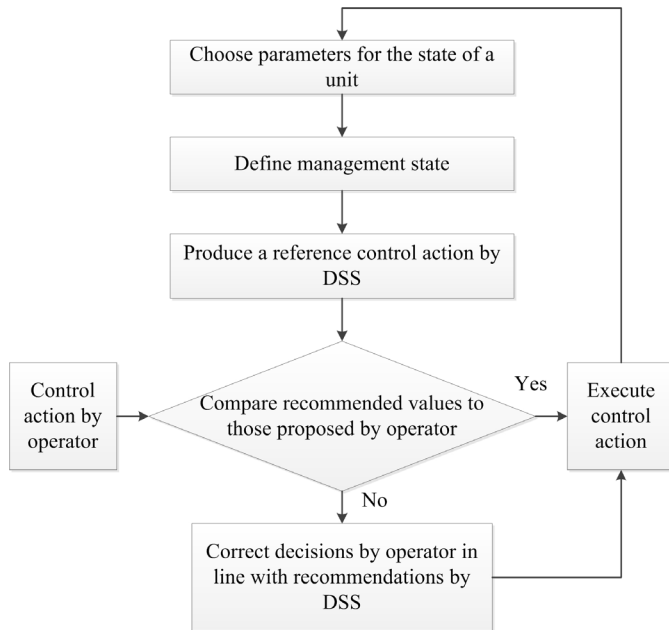 Choose parameters for the state of a
unit
Define management state
Produce a reference control action by
DSS
Control
action by
operator
Compare recommended values to
those proposed by operator
Yes
Execute
control
action
No
Correct decisions by operator in
line with recommendations by
DSS